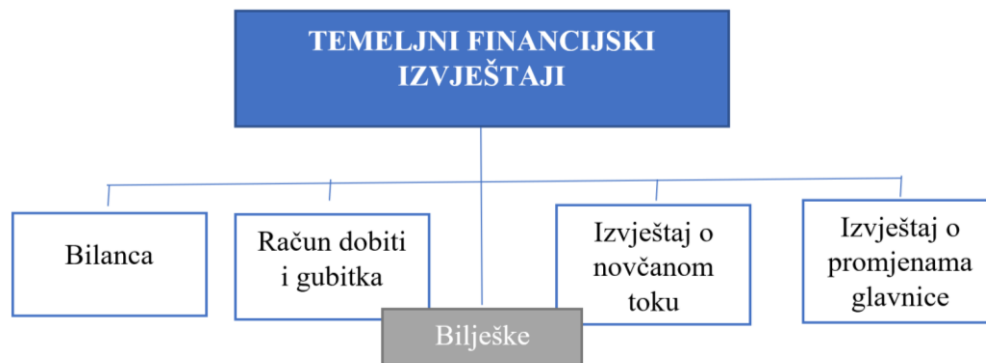 TEMELJNI FINANCIJSKI
IZVJEŠTAJI
Bilanca
Račun dobiti
i gubitka
Izvještaj o
novčanom
toku
Izvještaj o
promjenama
glavnice
Bilješke